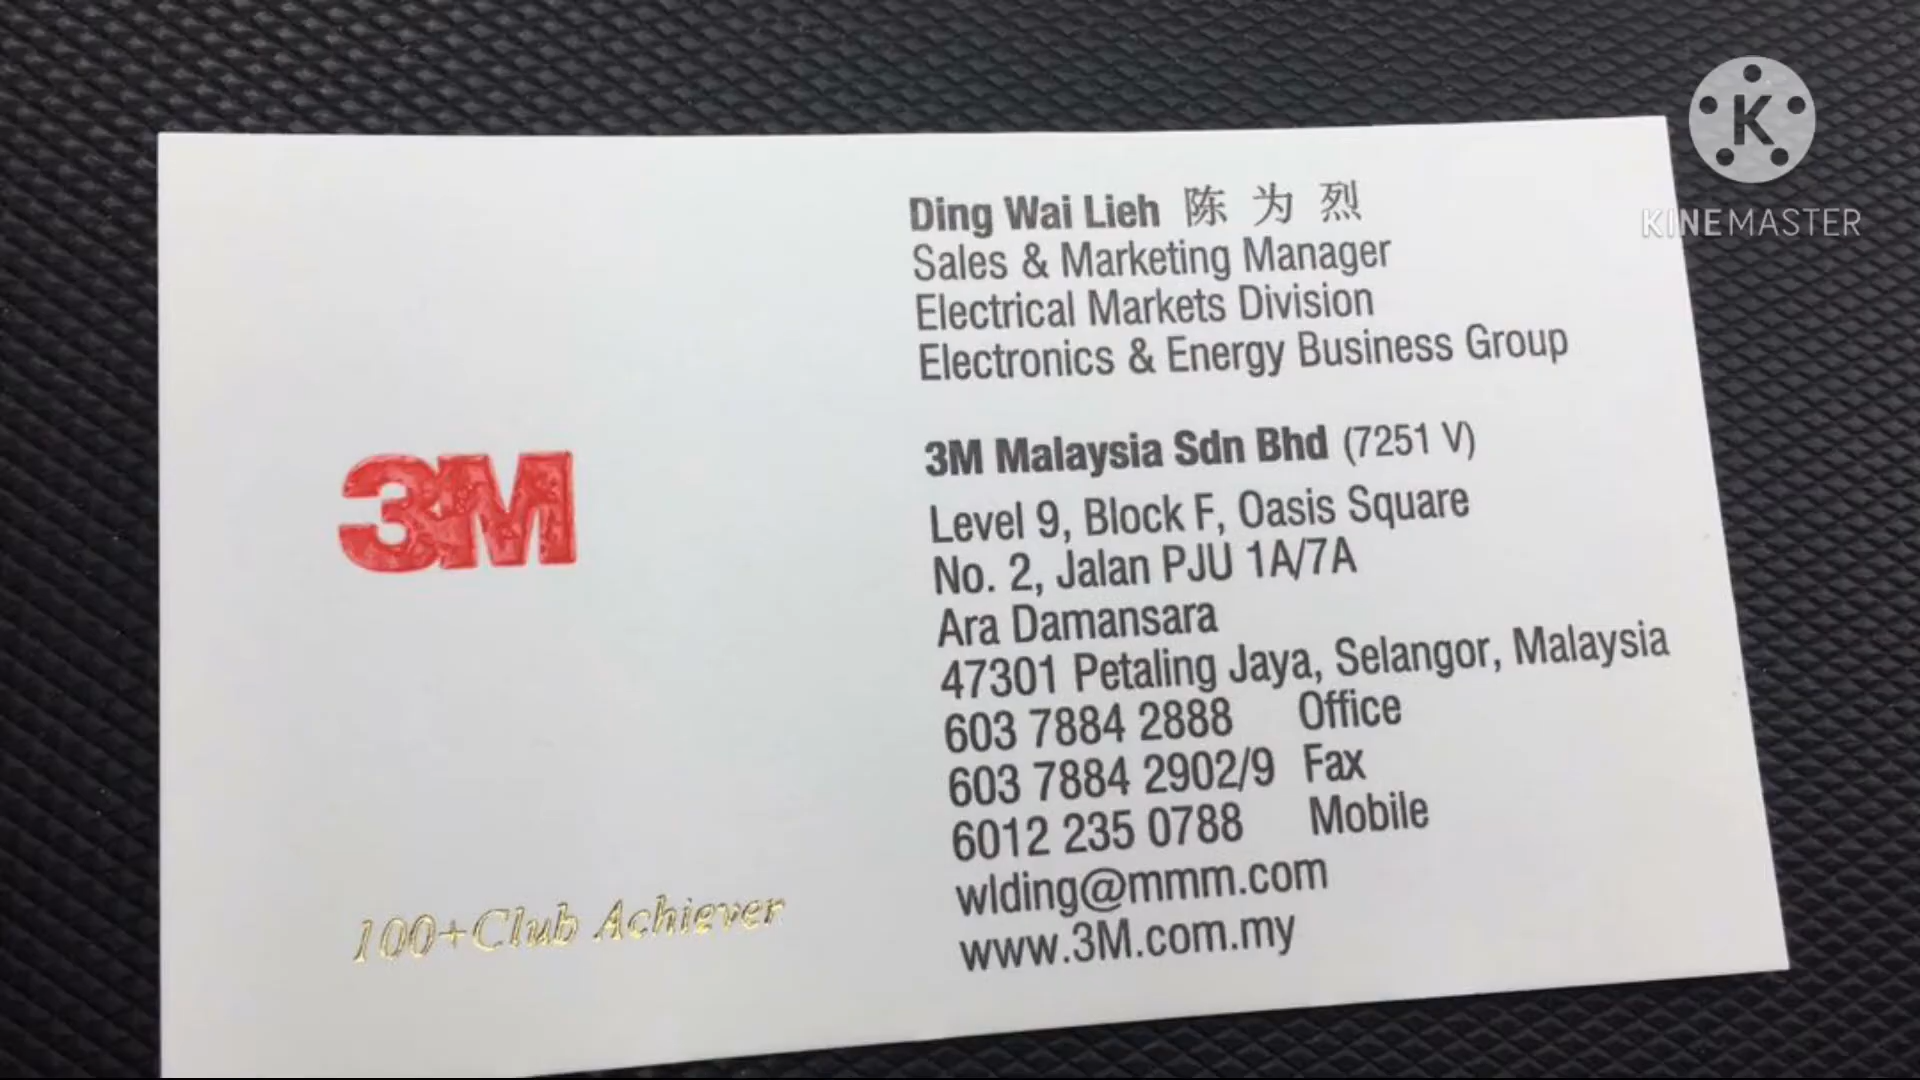 Ding Wai Lieh 陈 为 烈
Sales & Marketing Manager
Electrical Markets Division
Electronics & Energy Business Group
3M Malaysia Sdn Bhd (7251 V)
Level 9, Block F, Oasis Square
No. 2, Jalan PJU 1A/7A
Ara Damansara
47301 Petaling Jaya, Selangor, Malaysia
603 7884 2888 Office
603 7884 2902/9 Fax
6012 235 0788 Mobile
wlding@mmm.com
www.3M.com.my
3M
100+Club Achiever
K
KINEMASTER